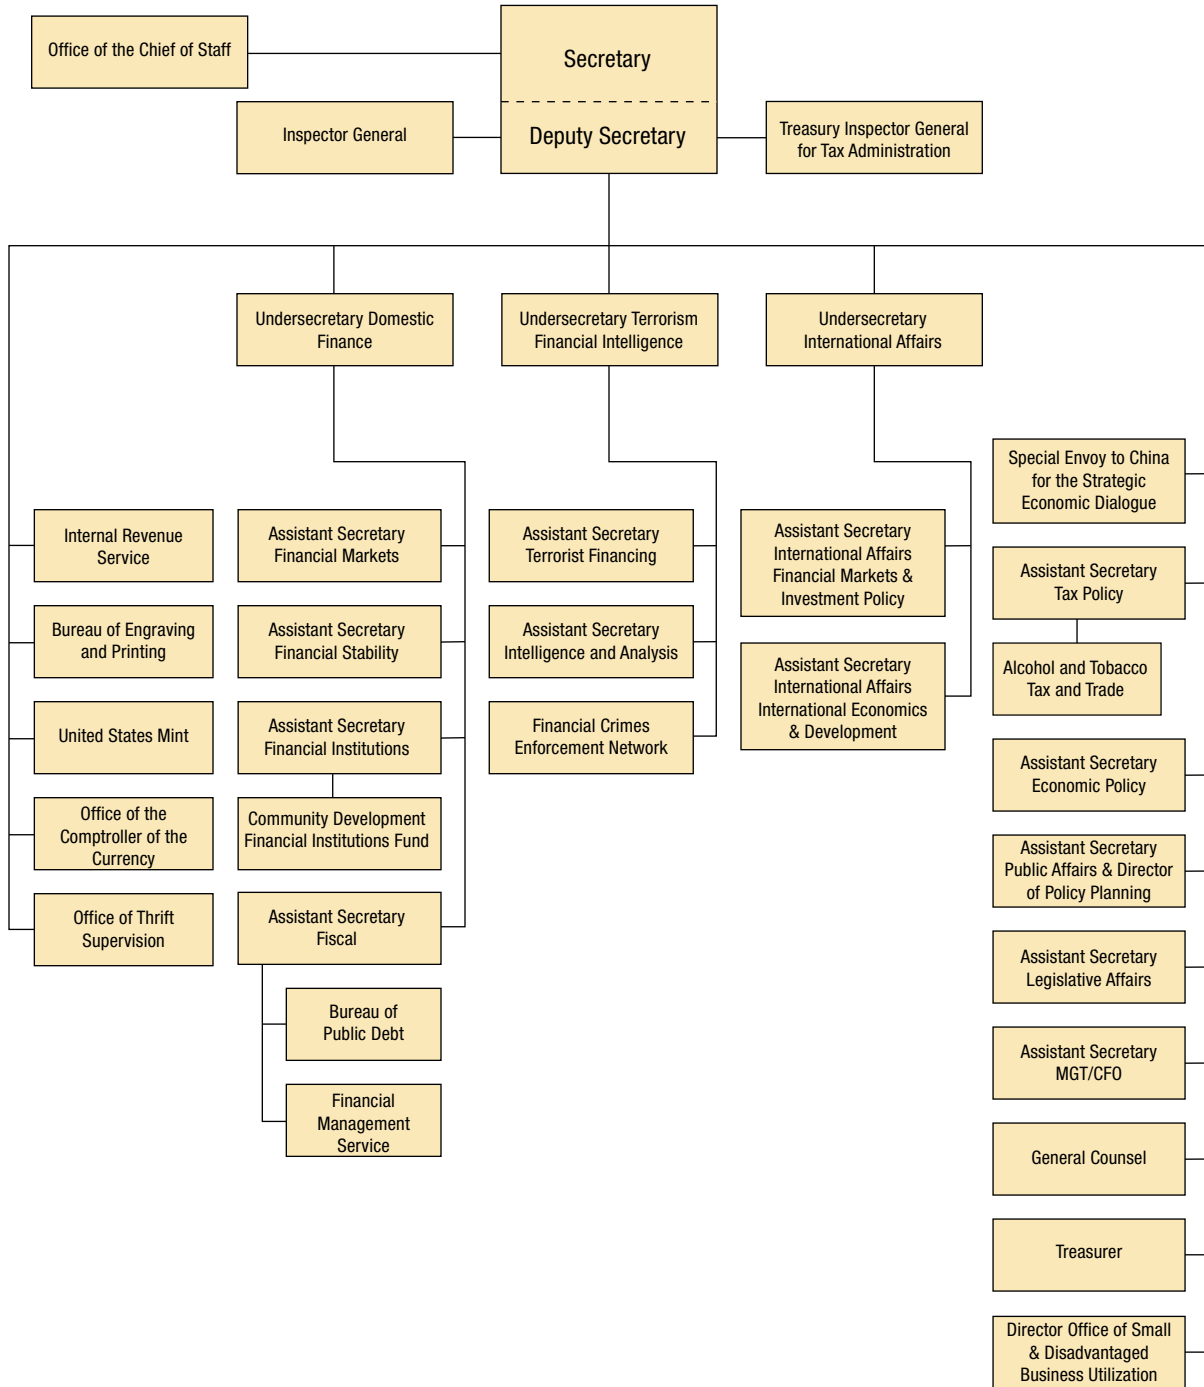 Office of the Chief of Staff
Secretary
Deputy Secretary
Inspector General
Treasury Inspector General
for Tax Administration
Undersecretary Domestic
Finance
Undersecretary Terrorism
Financial Intelligence
Undersecretary
International Affairs
Internal Revenue
Service
Bureau of Engraving
and Printing
United States Mint
Office of the
Comptroller of the
Currency
Office of Thrift
Supervision
Assistant Secretary
Financial Markets
Assistant Secretary
Financial Stability
Assistant Secretary
Financial Institutions
Community Development
Financial Institutions Fund
Assistant Secretary
Fiscal
Bureau of
Public Debt
Financial
Management
Service
Assistant Secretary
Terrorist Financing
Assistant Secretary
Intelligence and Analysis
Financial Crimes
Enforcement Network
Assistant Secretary
International Affairs
Financial Markets &
Investment Policy
Assistant Secretary
International Affairs
International Economics
& Development
Special Envoy to China
for the Strategic
Economic Dialogue
Assistant Secretary
Tax Policy
Alcohol and Tobacco
Tax and Trade
Assistant Secretary
Economic Policy
Assistant Secretary
Public Affairs & Director
of Policy Planning
Assistant Secretary
Legislative Affairs
Assistant Secretary
MGT/CFO
General Counsel
Treasurer
Director Office of Small
& Disadvantaged
Business Utilization